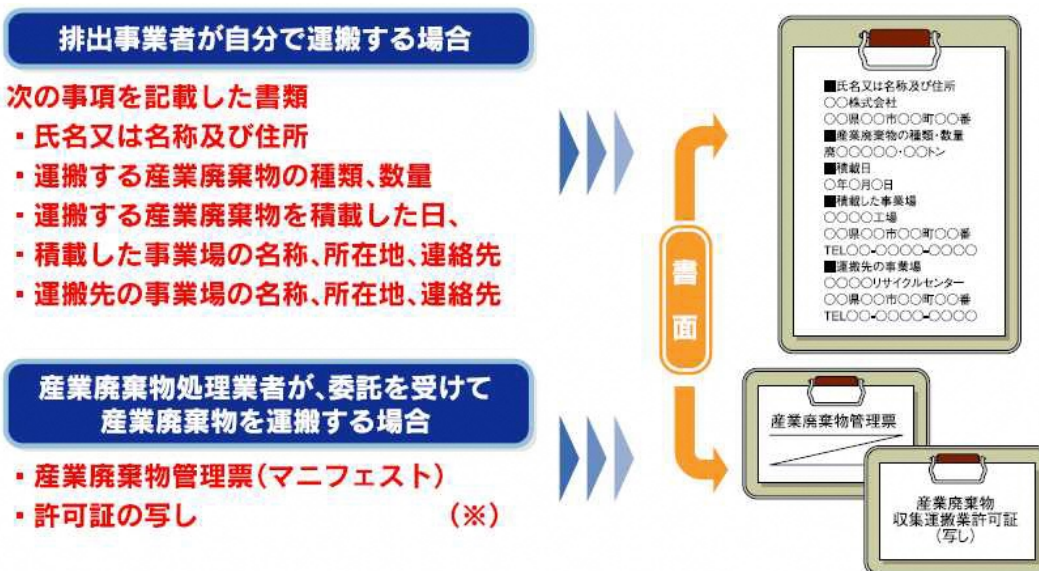 排出事業者が自分で運搬する場合
次の事項を記載した書類
・氏名又は名称及び住所
・運搬する産業廃棄物の種類、数量
・運搬する産業廃棄物を積載した日、
・積載した事業場の名称、所在地、連絡先
・運搬先の事業場の名称、所在地、連絡先
産業廃棄物処理業者が、委託を受けて
産業廃棄物を運搬する場合
・産業廃棄物管理票(マニフェスト)
・許可証の写し (※)
書面
■氏名又は名称及び住所
○○株式会社
○○県○○市○○町○○番
■産業廃棄物の種類・数量
廃○○○○○・○○トン
■積載日
○年○月○日
■積載した事業場
○○○○工場
○○県○○市○○町○○番
TEL○○-○○○○-○○○○
■運搬先の事業場
○○○○リサイクルセンター
○○県○○市○○町○○番
TEL○○-○○○○-○○○○
産業廃棄物管理票
産業廃棄物
収集運搬業許可証
(写し)